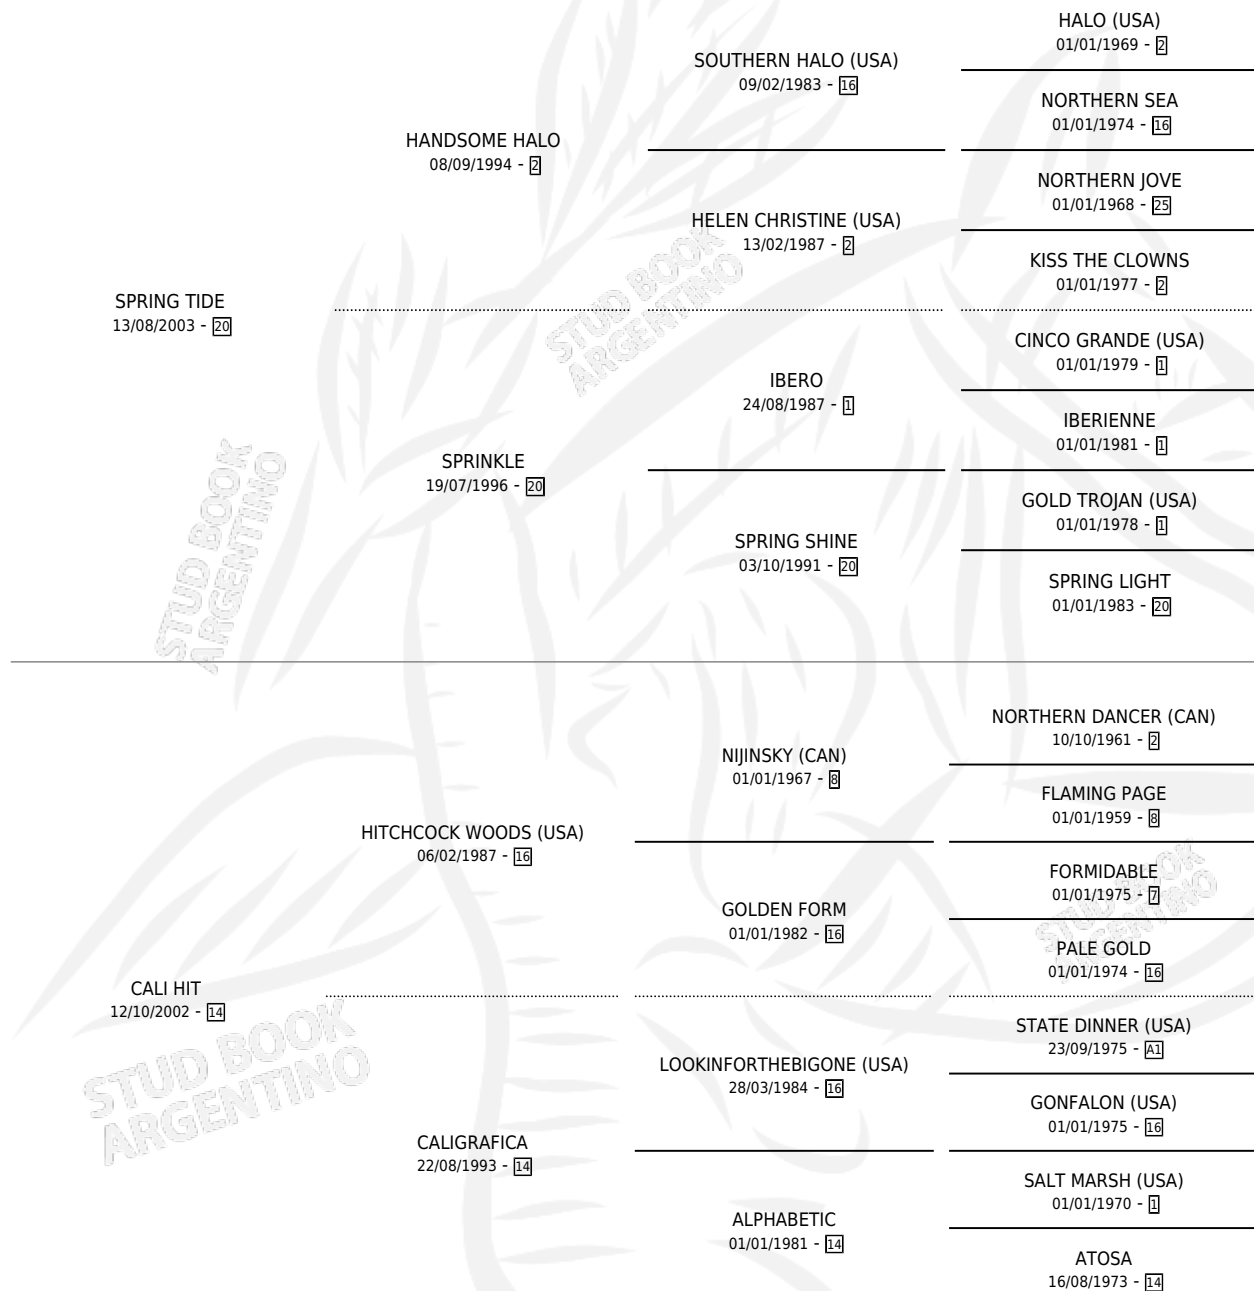 HALO (USA)
01/01/1969 - 2
SOUTHERN HALO (USA)
09/02/1983 - 16
NORTHERN SEA
01/01/1974 - 16
HANDSOME HALO
08/09/1994 - 2
NORTHERN JOVE
01/01/1968 - 25
HELEN CHRISTINE (USA)
13/02/1987 - 2
KISS THE CLOWNS
01/01/1977 - 2
SPRING TIDE
13/08/2003 - 20
CINCO GRANDE (USA)
01/01/1979 - 1
IBERO
24/08/1987 - 1
IBERIENNE
01/01/1981 - 1
SPRINKLE
19/07/1996 - 20
GOLD TROJAN (USA)
01/01/1978 - 1
SPRING SHINE
03/10/1991 - 20
SPRING LIGHT
01/01/1983 - 20
NORTHERN DANCER (CAN)
10/10/1961 - 2
NIJINSKY (CAN)
01/01/1967 - 8
FLAMING PAGE
01/01/1959 - 8
HITCHCOCK WOODS (USA)
06/02/1987 - 16
FORMIDABLE
01/01/1975 - 7
GOLDEN FORM
01/01/1982 - 16
PALE GOLD
01/01/1974 - 16
CALI HIT
12/10/2002 - 14
STATE DINNER (USA)
23/09/1975 - A1
LOOKINFORTHEBIGONE (USA)
28/03/1984 - 16
GONFALON (USA)
01/01/1975 - 16
CALIGRAFICA
22/08/1993 - 14
SALT MARSH (USA)
01/01/1970 - 1
ALPHABETIC
01/01/1981 - 14
ATOSA
16/08/1973 - 14
STUD BOOK
ARGENTINO
STUD BOOK
ARGENTINO
STUD BOOK
ARGENTINO
STUD BOOK
ARGENTINO